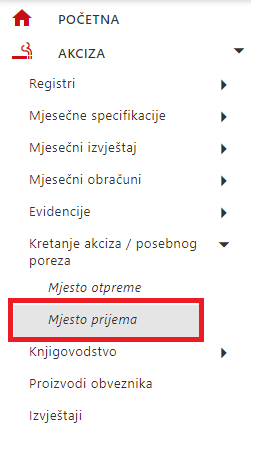 POČETNA
AKCIZA
Registri
Mjesečne specifikacije
Mjesečni izvještaj
Mjesečni obračuni
Evidencije
Kretanje akciza / posebnog
poreza
Mjesto otpreme
Mjesto prijema
Knjigovodstvo
Proizvodi obveznika
Izvještaji